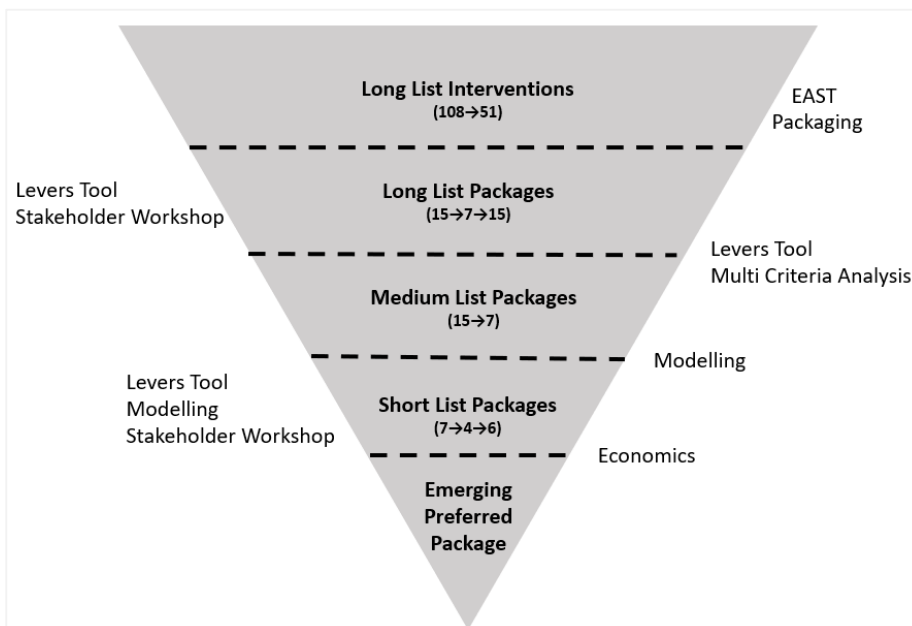 Long List Interventions
(108→51)
EAST
Packaging
Levers Tool
Stakeholder Workshop
Long List Packages
(15→7→15)
Levers Tool
Multi Criteria Analysis
Medium List Packages
(15→7)
Modelling
Levers Tool
Modelling
Stakeholder Workshop
Short List Packages
(7→4→6)
Economics
Emerging
Preferred
Package